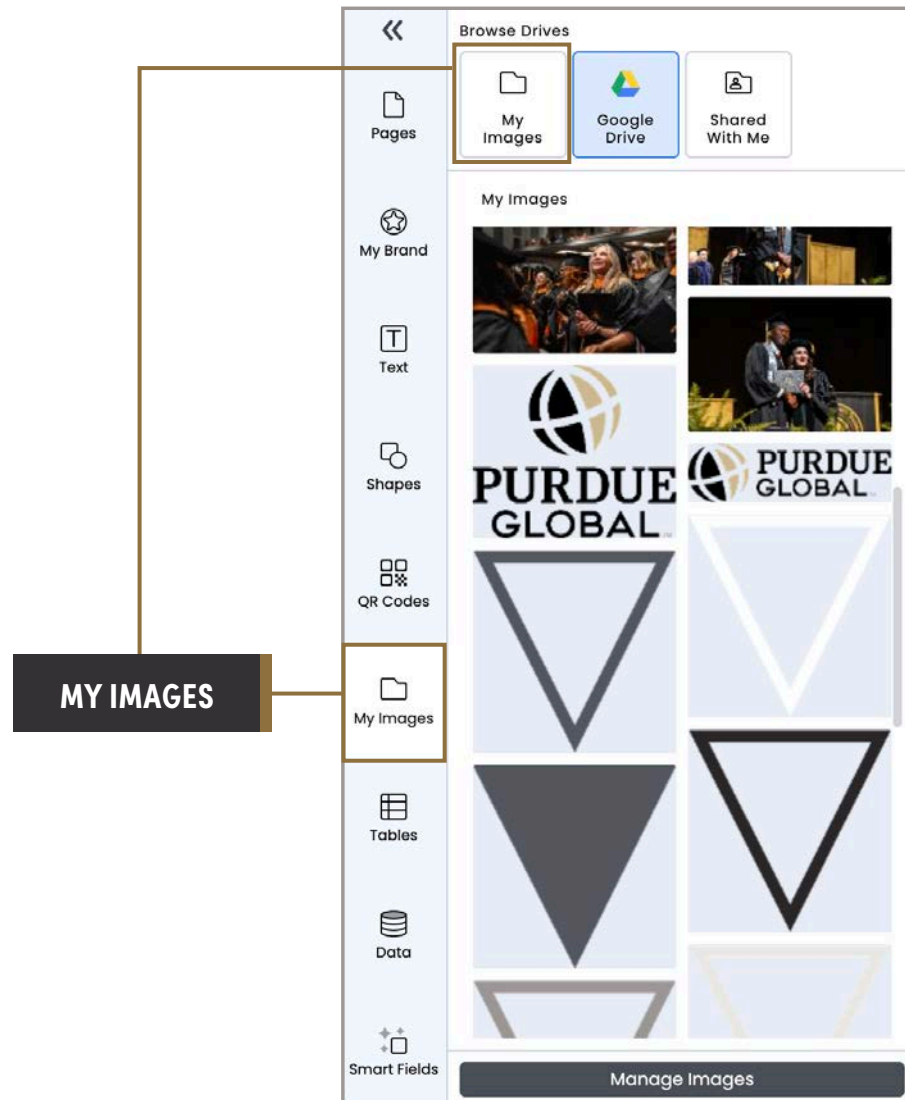 Browse Drives
My
Images
Google
Drive
Shared
With Me
Pages
My Brand
Text
Shapes
QR Codes
My Images
Tables
Data
Smart Fields
My Images
PURDUE
GLOBAL
PURDUE
GLOBAL
Manage Images
MY IMAGES